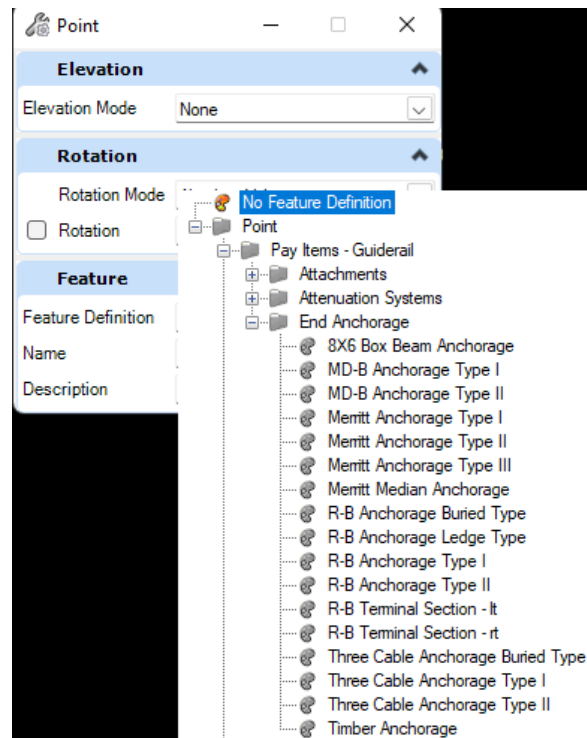 Point
Elevation
Elevation Mode None
Rotation
Rotation Mode
No Feature Definition
Rotation
Point
Pay Items - Guiderail
Feature
Attachments
Attenuation Systems
Feature Definition
End Anchorage
Name
8X6 Box Beam Anchorage
MD-B Anchorage Type I
Description
MD-B Anchorage Type II
Merritt Anchorage Type I
Merritt Anchorage Type II
Merritt Anchorage Type III
Merritt Median Anchorage
R-B Anchorage Buried Type
R-B Anchorage Ledge Type
R-B Anchorage Type I
R-B Anchorage Type II
R-B Terminal Section - lt
R-B Terminal Section - rt
Three Cable Anchorage Buried Type
Three Cable Anchorage Type I
Three Cable Anchorage Type II
Timber Anchorage